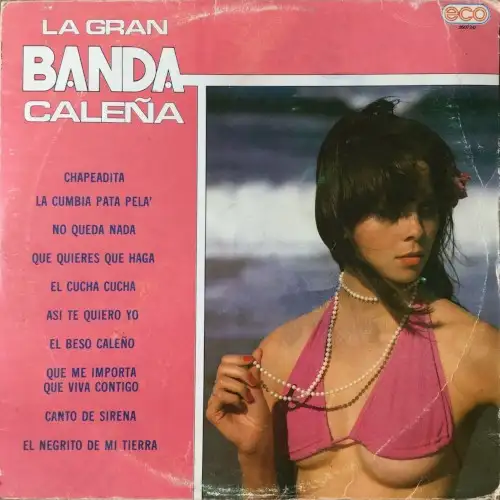 LA GRAN
BANDA
CALEÑA
eco
CHAPEADITA
LA CUMBIA PATA PELA'
NO QUEDA NADA
QUE QUIERES QUE HAGA
EL CUCHA CUCHA
ASI TE QUIERO YO
EL BESO CALEÑO
QUE ME IMPORTA
QUE VIVA CONTIGO
CANTO DE SIRENA
EL NEGRITO DE MI TIERRA